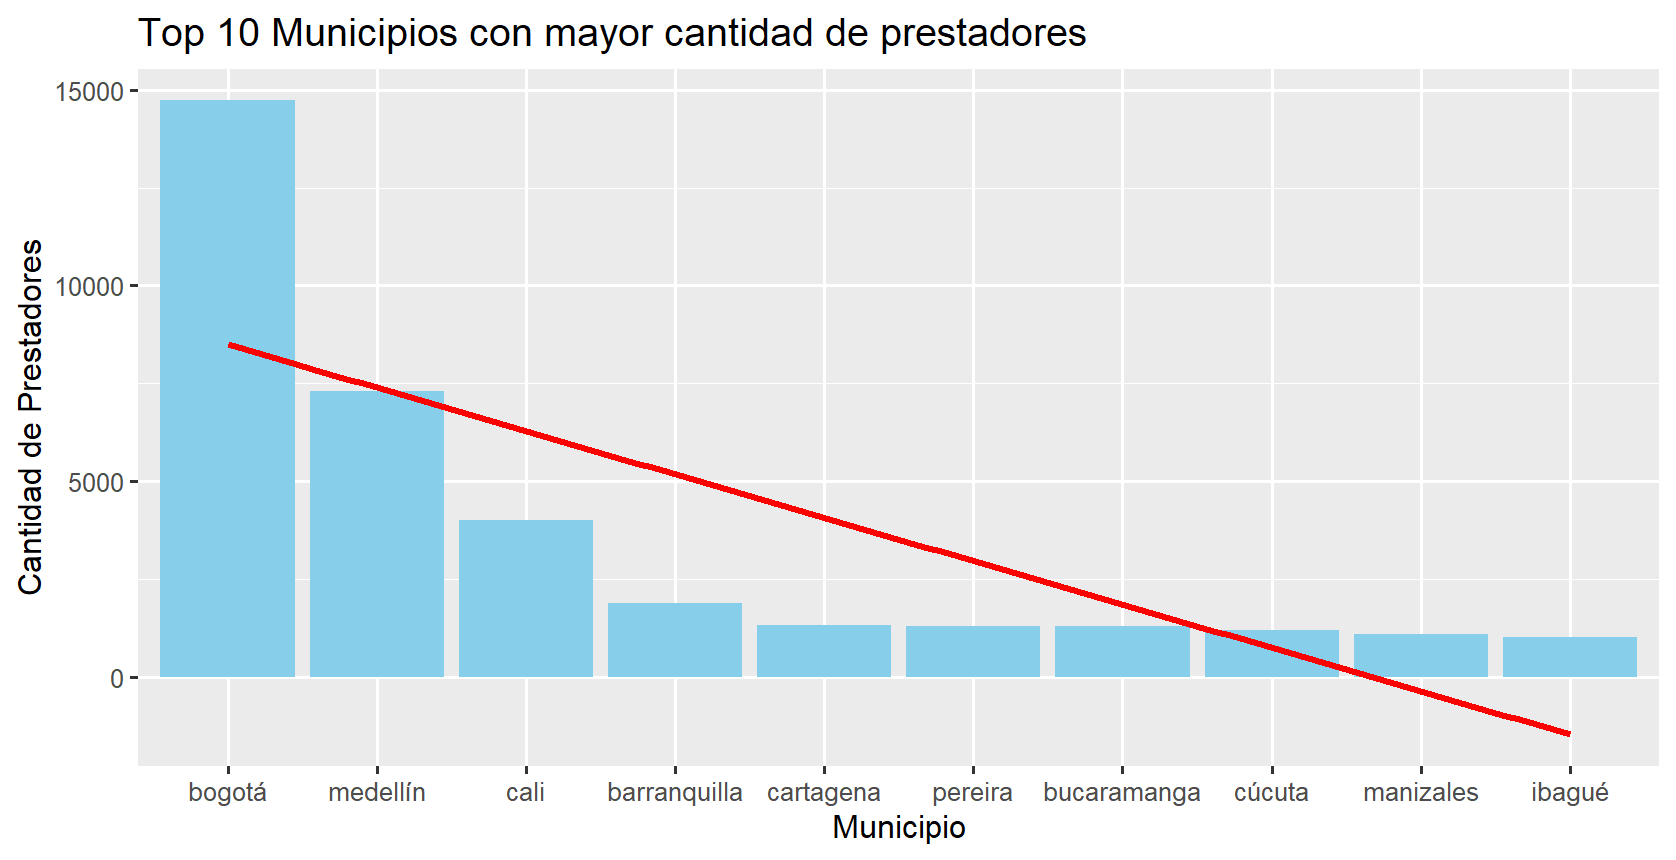 Top 10 Municipios con mayor cantidad de prestadores
Cantidad de Prestadores
15000
10000
5000
0
bogotá medellín cali barranquilla cartagena pereira bucaramanga cúcuta manizales ibagué
Municipio